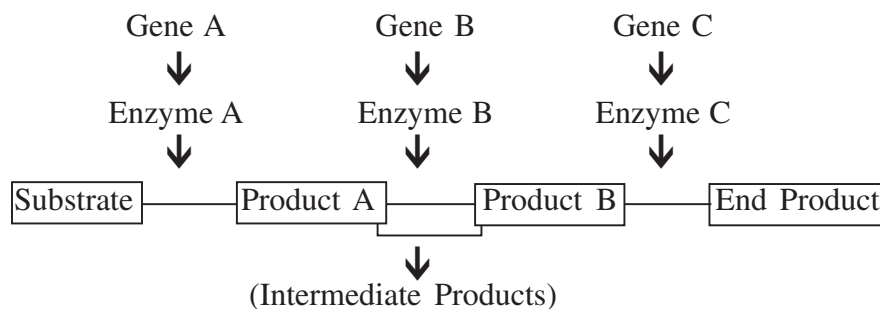 Gene A Gene B Gene C
Enzyme A Enzyme B Enzyme C
Substrate Product A Product B End Product
(Intermediate Products)